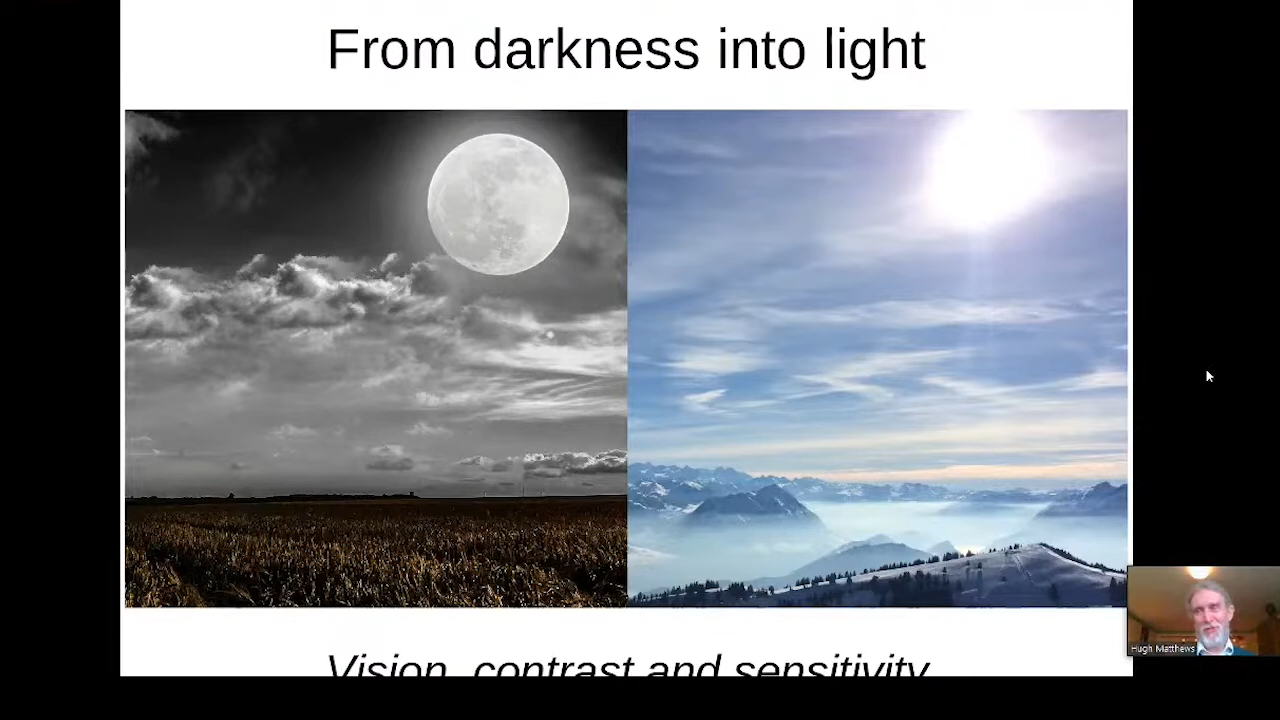 From darkness into light
Vision, contrast and sensitivity
Hugh Matthews